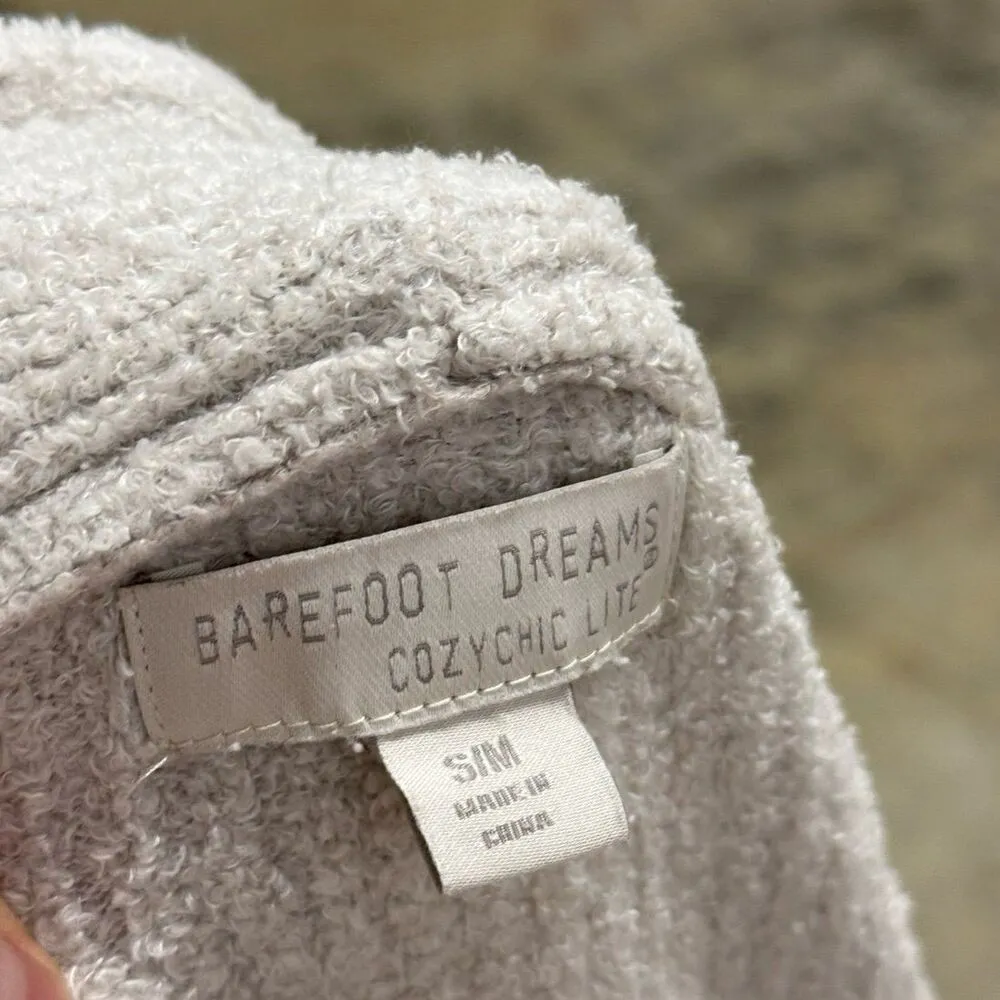 BAREFOOT DREAMS®
COZYCHIC LITE
S/M
MADE IN
CHINA